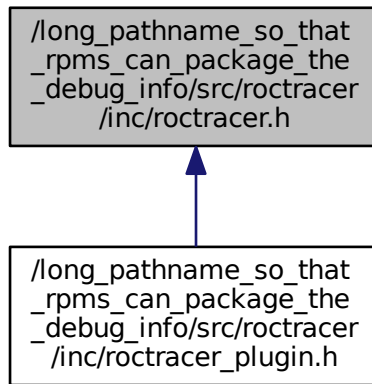 /long_pathname_so_that
_rpms_can_package_the
_debug_info/src/roctracer
/inc/roctracer.h
/long_pathname_so_that
_rpms_can_package_the
_debug_info/src/roctracer
/inc/roctracer_plugin.h